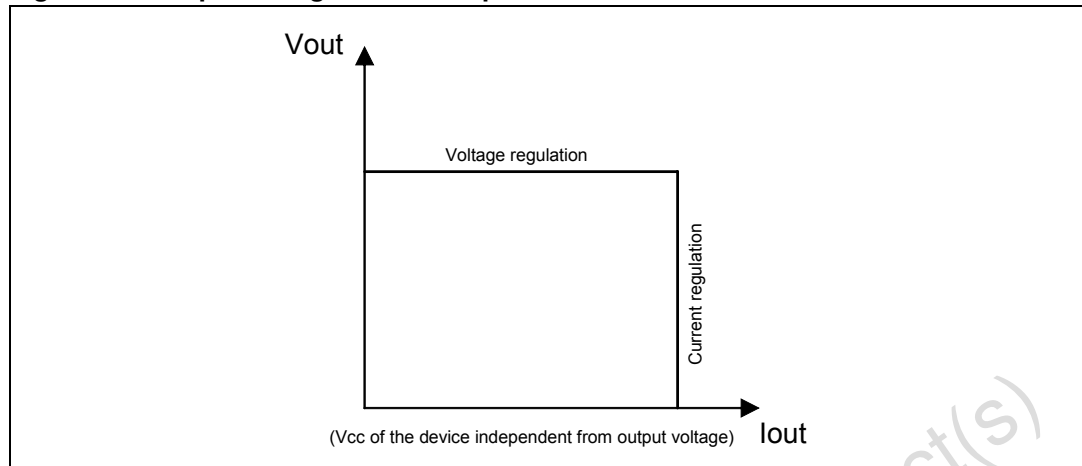 Vout
Voltage regulation
Current regulation
(Vcc of the device independent from output voltage)
Iout